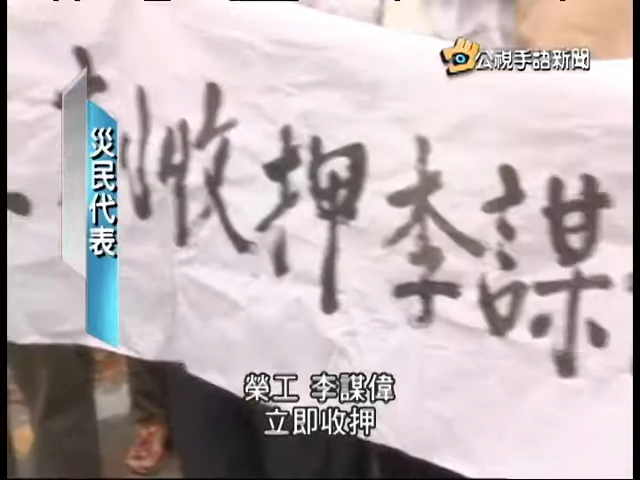 公視手語新聞
收押李謀
災民代表
榮工 李謀偉
立即收押